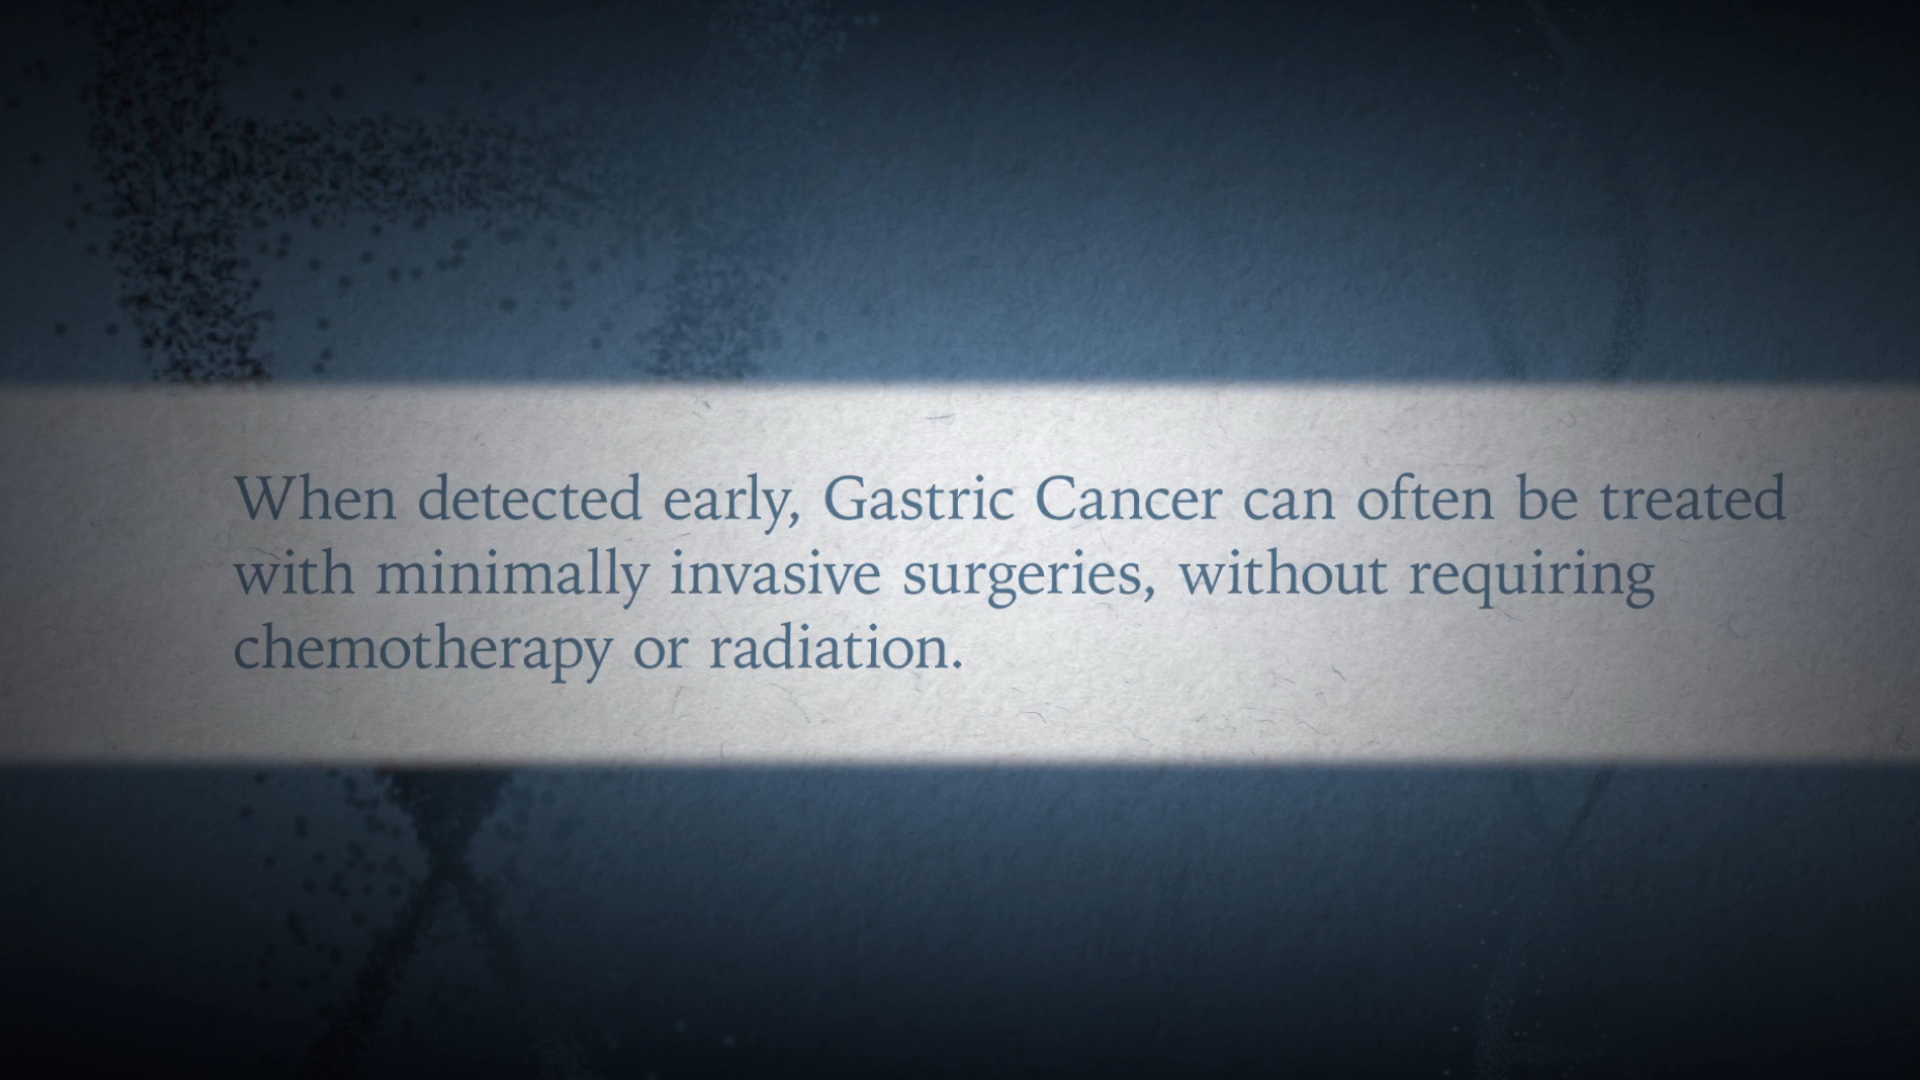 When detected early, Gastric Cancer can often be treated
with minimally invasive surgeries, without requiring
chemotherapy or radiation.